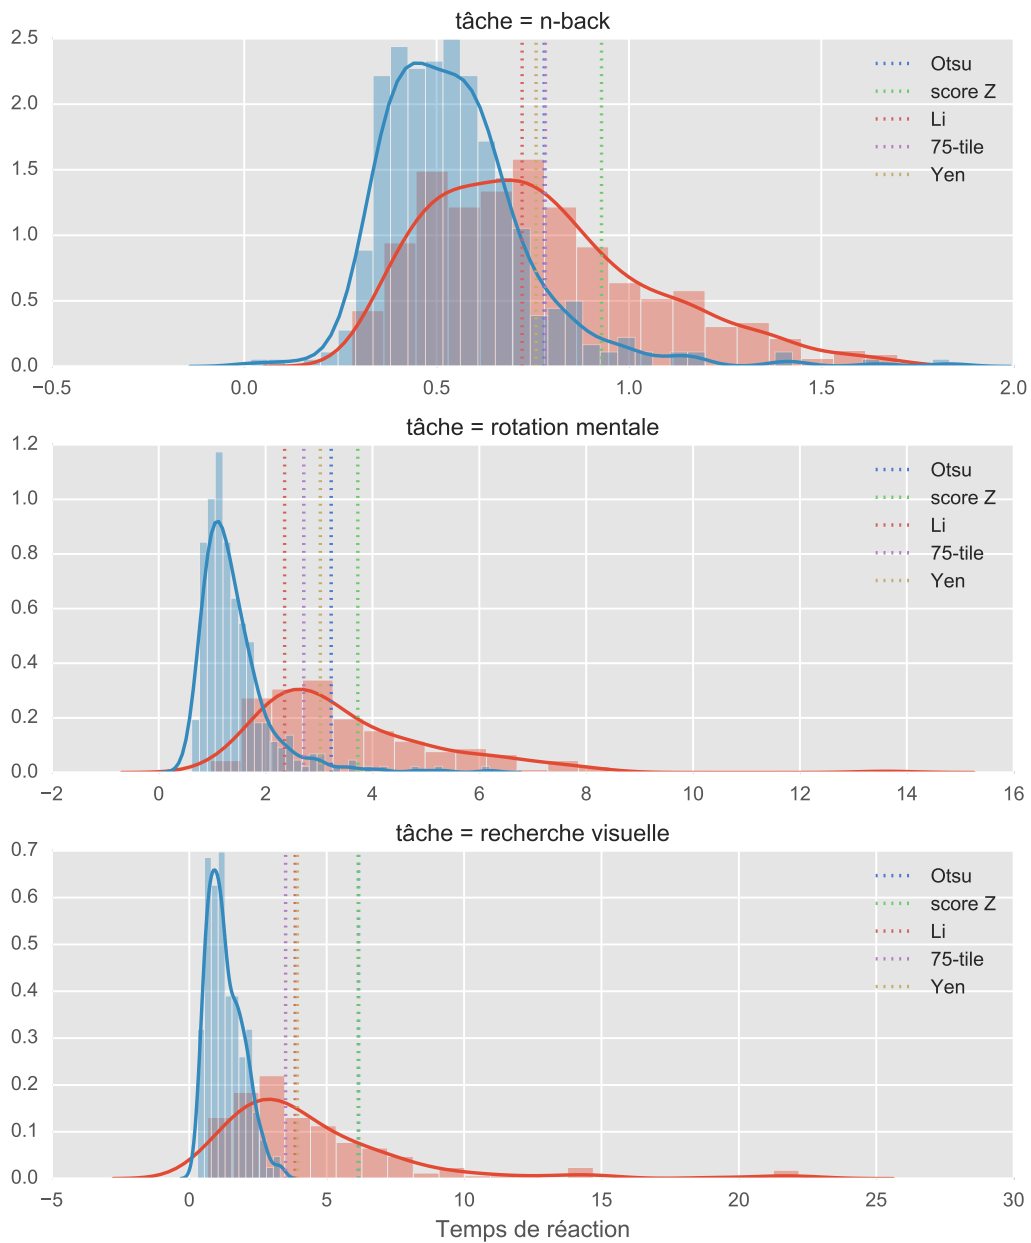 tâche = n-back
2.5
2.0
1.5
1.0
0.5
0.0
−0.5 0.0 0.5 1.0 1.5 2.0
Otsu
score Z
Li
75-tile
Yen
tâche = rotation mentale
1.2
1.0
0.8
0.6
0.4
0.2
0.0
−2 0 2 4 6 8 10 12 14 16
Otsu
score Z
Li
75-tile
Yen
tâche = recherche visuelle
0.7
0.6
0.5
0.4
0.3
0.2
0.1
0.0
−5 0 5 10 15 20 25 30
Otsu
score Z
Li
75-tile
Yen
Temps de réaction